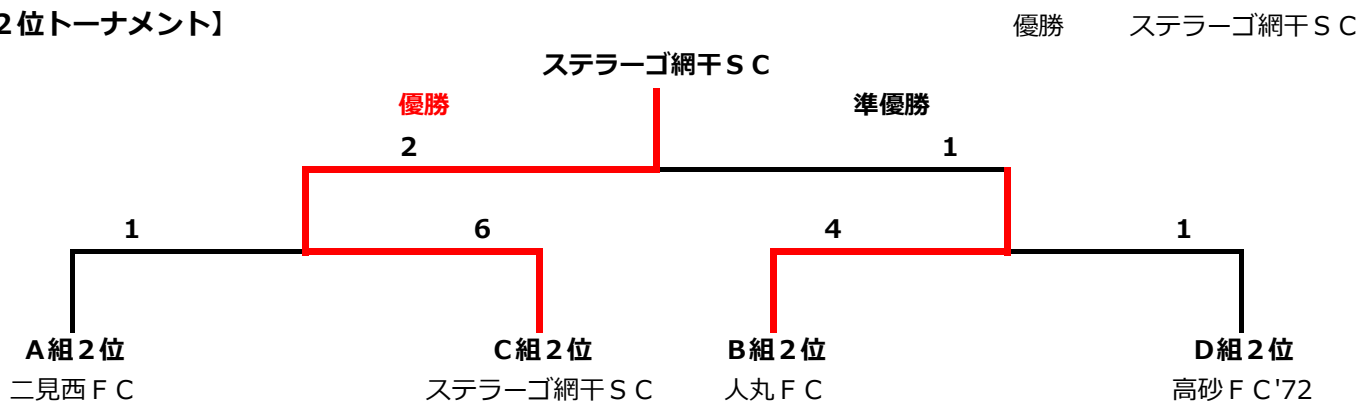 ２位トーナメント】 優勝 ステラーゴ網干ＳＣ
ステラーゴ網干ＳＣ
優勝 準優勝
2 1
1 6 4 1
A組２位 C組２位 B組２位 D組２位
二見西ＦＣ ステラーゴ網干ＳＣ 人丸ＦＣ 高砂ＦＣ'72